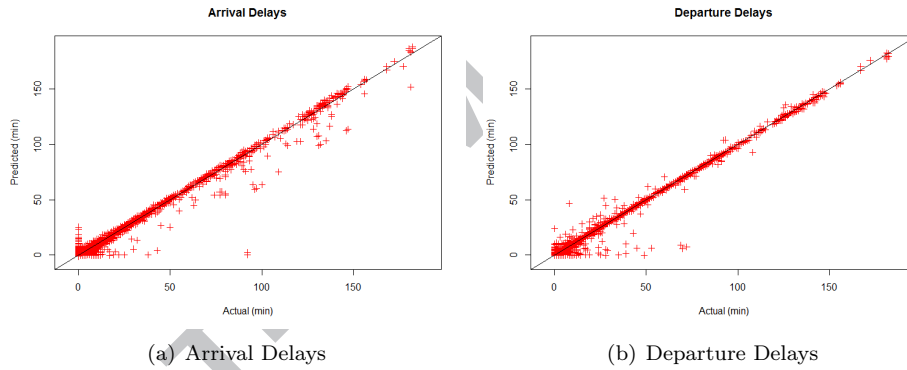 Arrival Delays
Predicted (min)
150
100
50
0
0 50 100 150
Actual (min)
(a) Arrival Delays
Departure Delays
Predicted (min)
150
100
50
0
0 50 100 150
Actual (min)
(b) Departure Delays